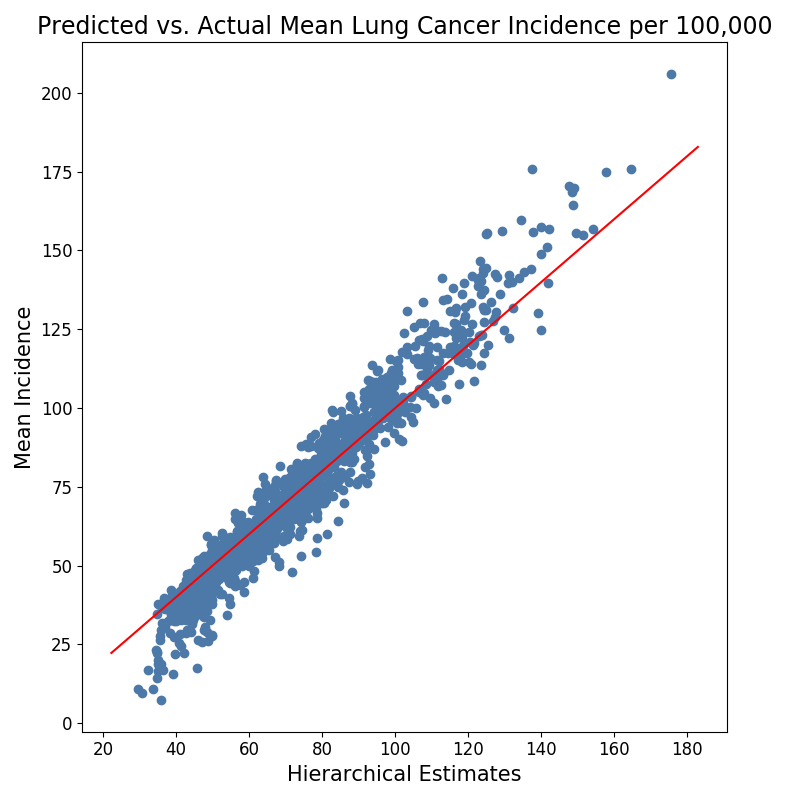 Predicted vs. Actual Mean Lung Cancer Incidence per 100,000
200
175
150
125
100
75
50
25
0
Mean Incidence
20 40 60 80 100 120 140 160 180
Hierarchical Estimates